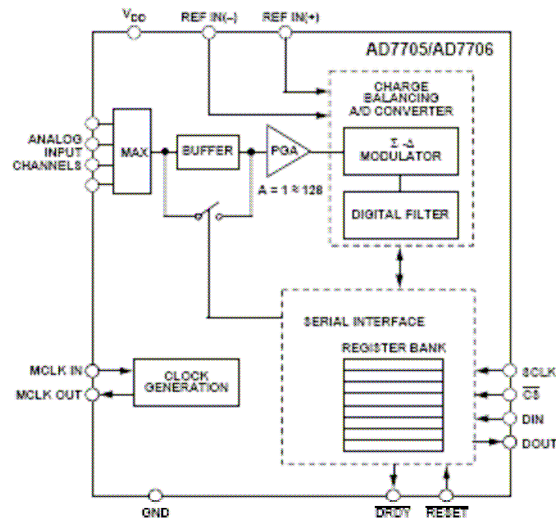 VDD
REF IN(–)
REF IN(+)
AD7705/AD7706
CHARGE
BALANCING
A/D CONVERTER
ANALOG
INPUT
CHANNELS
MAX
BUFFER
PGA
Σ -Δ
MODULATOR
A = 1 ≈ 128
DIGITAL FILTER
SERIAL INTERFACE
REGISTER BANK
MCLK IN
MCLK OUT
CLOCK
GENERATION
SCLK
CS
DIN
DOUT
GND
DRDY
RESET